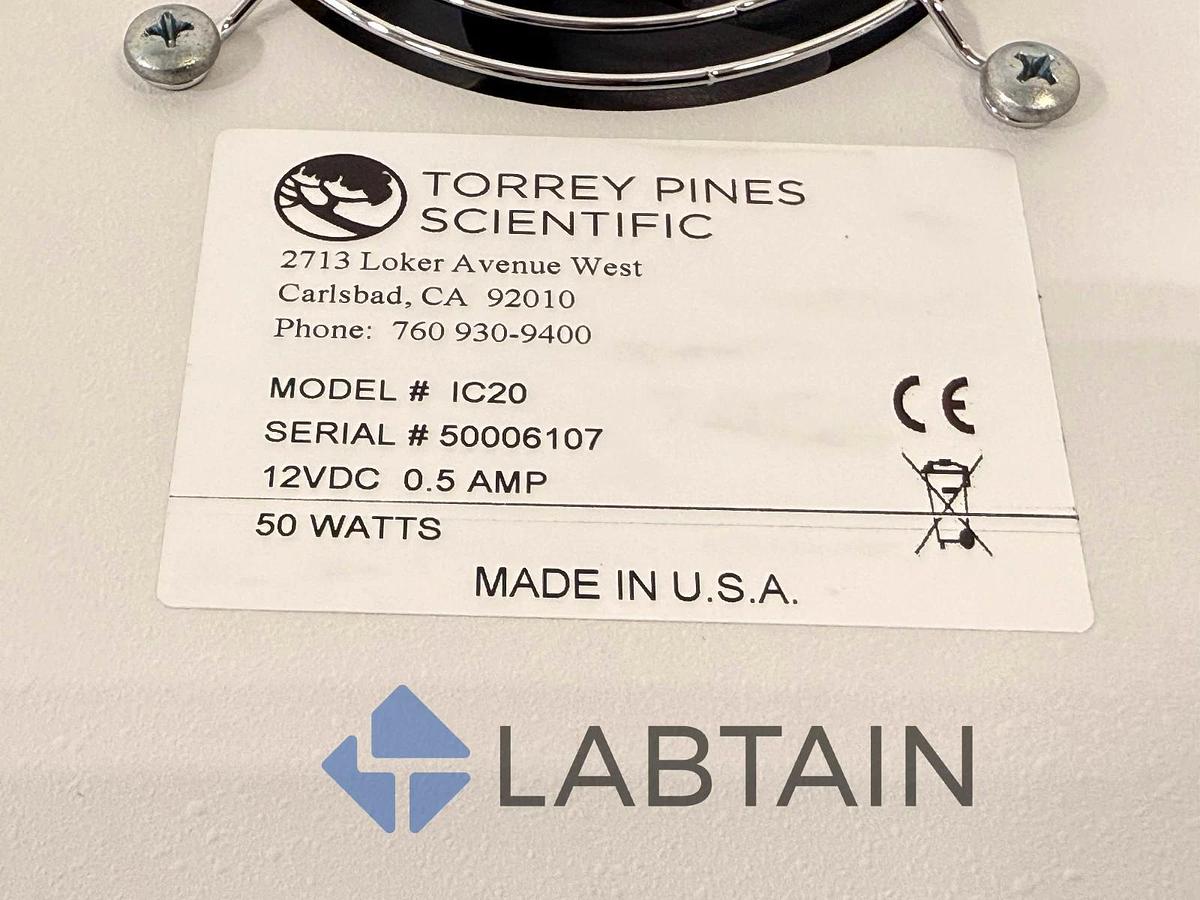 TORREY PINES
SCIENTIFIC
2713 Loker Avenue West
Carlsbad, CA 92010
Phone: 760 930-9400
MODEL # IC20
SERIAL # 50006107
12VDC 0.5 AMP
50 WATTS
CE
MADE IN U.S.A.
LABTAIN